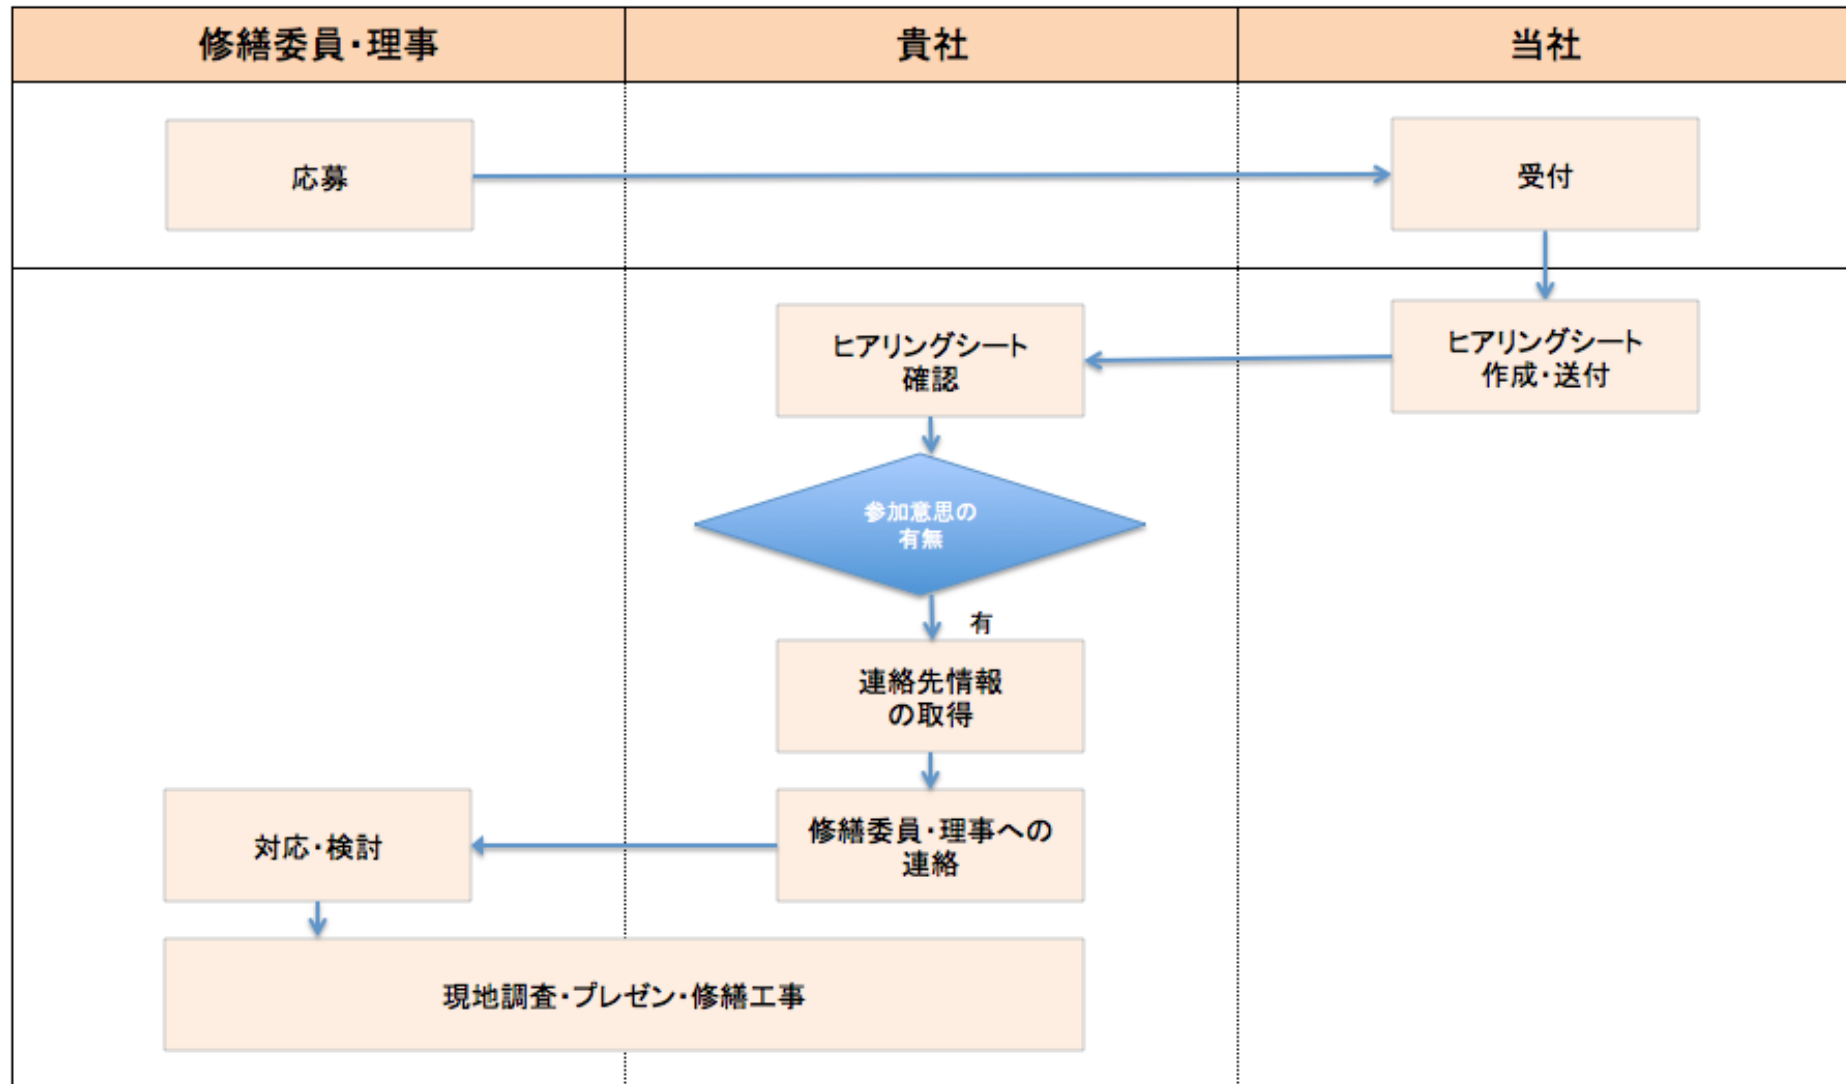 修繕委員・理事
貴社
当社
応募
受付
ヒアリングシート
確認
ヒアリングシート
作成・送付
参加意思の
有無
有
連絡先情報
の取得
対応・検討
修繕委員・理事への
連絡
現地調査・プレゼン・修繕工事